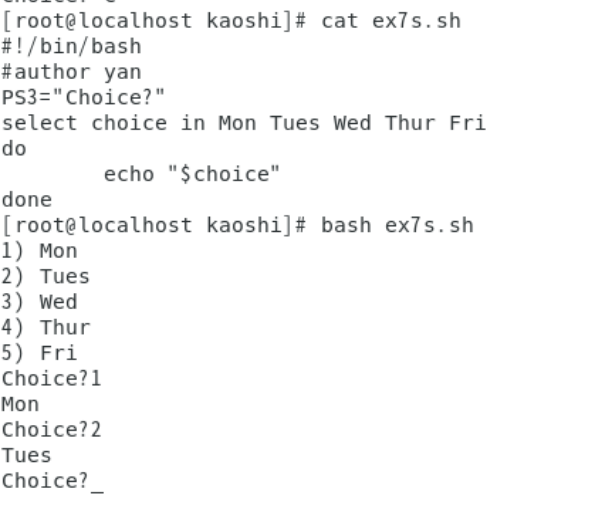 [root@localhost kaoshi]# cat ex7s.sh
#!/bin/bash
#author yan
PS3="Choice?"
select choice in Mon Tues Wed Thur Fri
do
        echo "$choice"
done
[root@localhost kaoshi]# bash ex7s.sh
1) Mon
2) Tues
3) Wed
4) Thur
5) Fri
Choice?1
Mon
Choice?2
Tues
Choice?_